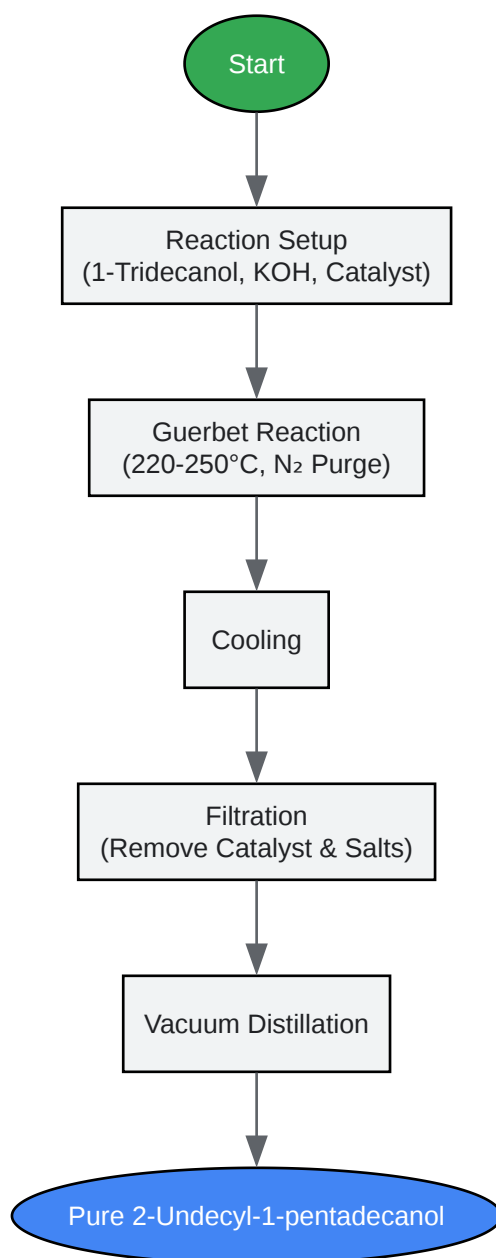 Start
Reaction Setup
(1-Tridecanol, KOH, Catalyst)
Guerbet Reaction
(220-250°C, N₂ Purge)
Cooling
Filtration
(Remove Catalyst & Salts)
Vacuum Distillation
Pure 2-Undecyl-1-pentadecanol